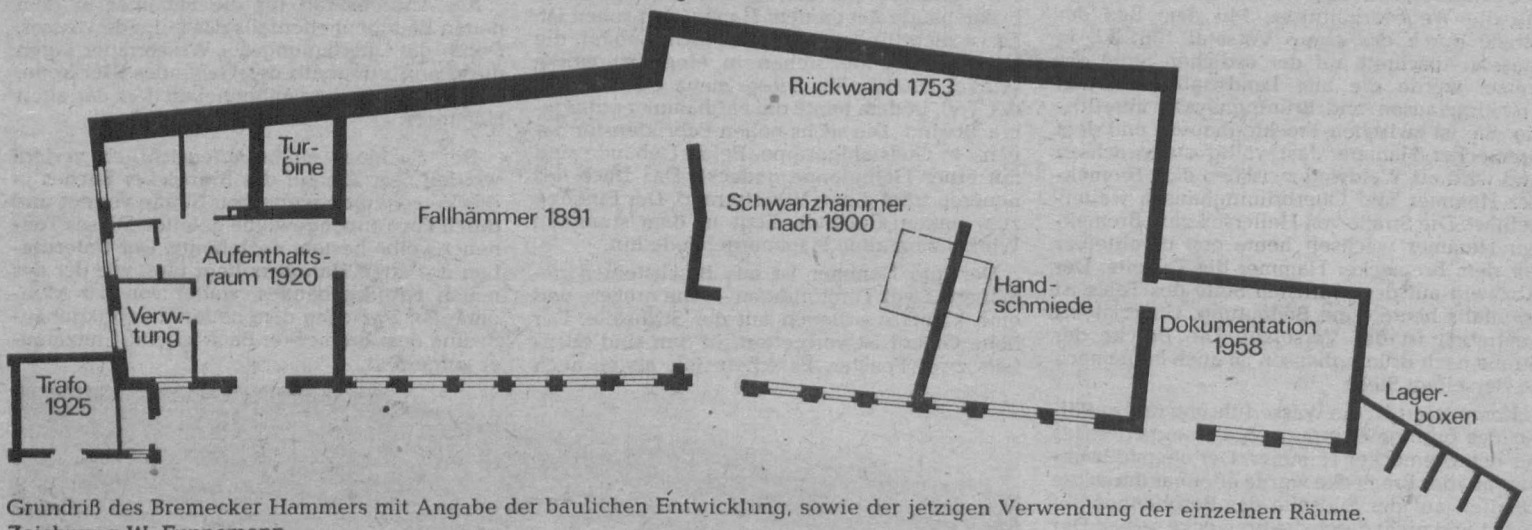 Rückwand 1753
Tur-
bine
Fallhämmer 1891
Schwanzhämmer
nach 1900
Aufenthalts-
raum 1920
Hand-
schmiede
Verw.-
tung
Dokumentation
1958
Trafo
1925
Lager-
boxen
Grundriß des Bremecker Hammers mit Angabe der baulichen Entwicklung, sowie der jetzigen Verwendung der einzelnen Räume.